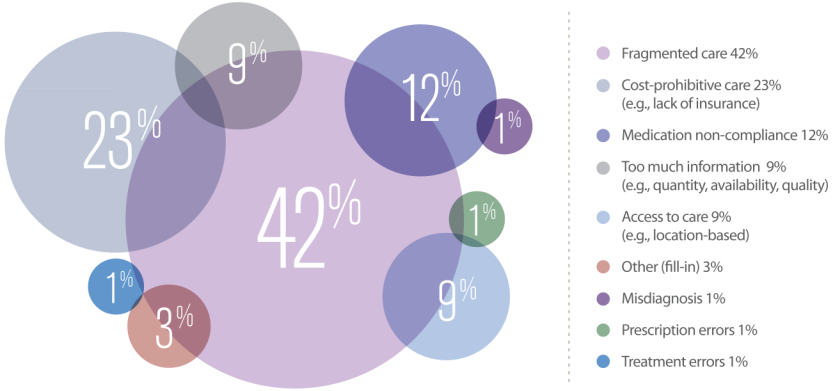 9%
12%
23%
1%
42%
1%
1%
9%
3%
Fragmented care 42%
Cost-prohibitive care 23%
(e.g., lack of insurance)
Medication non-compliance 12%
Too much information 9%
(e.g., quantity, availability, quality)
Access to care 9%
(e.g., location-based)
Other (fill-in) 3%
Misdiagnosis 1%
Prescription errors 1%
Treatment errors 1%